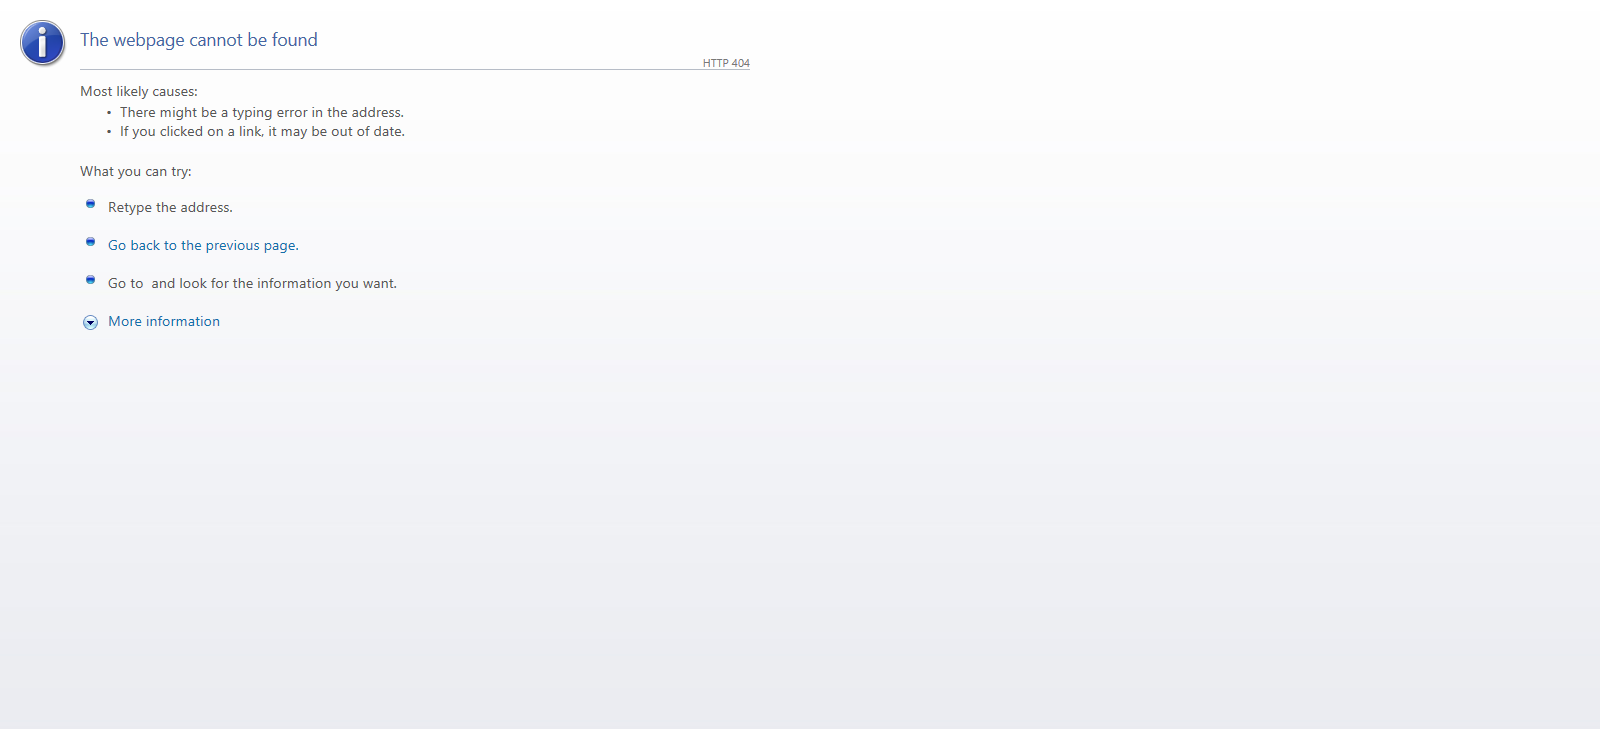 The webpage cannot be found
HTTP 404
Most likely causes:
• There might be a typing error in the address.
• If you clicked on a link, it may be out of date.
What you can try:
Retype the address.
Go back to the previous page.
Go to  and look for the information you want.
More information